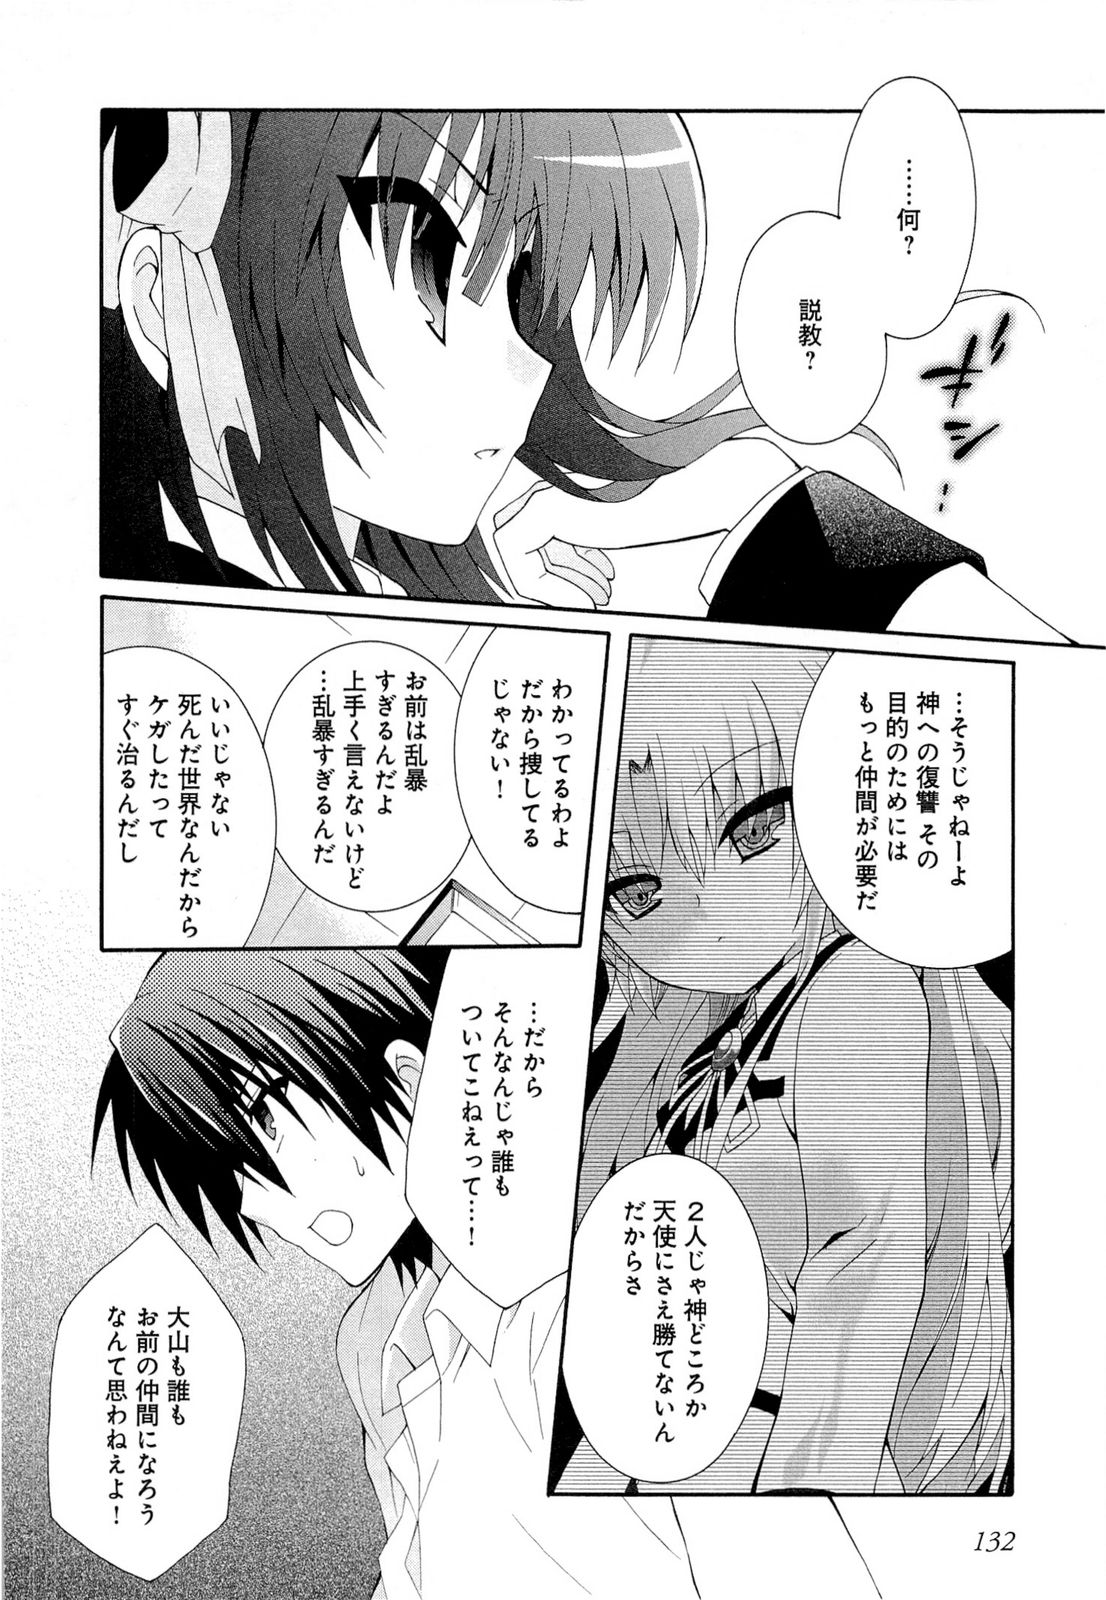 ……何？
説教？
ギシ…
…そうじゃねーよ
神への復讐 その
目的のためには
もっと仲間が必要だ
2人じゃ神どころか
天使にさえ勝てないん
だからさ
わかってるわよ
だから捜してる
じゃない！
お前は乱暴
すぎるんだよ
上手く言えないけど
…乱暴すぎるんだ
いいじゃない
死んだ世界なんだから
ケガしたって
すぐ治るんだし
…だから
そんなんじゃ誰も
ついてこねえって…！
大山も誰も
お前の仲間になろう
なんて思わねえよ！
132